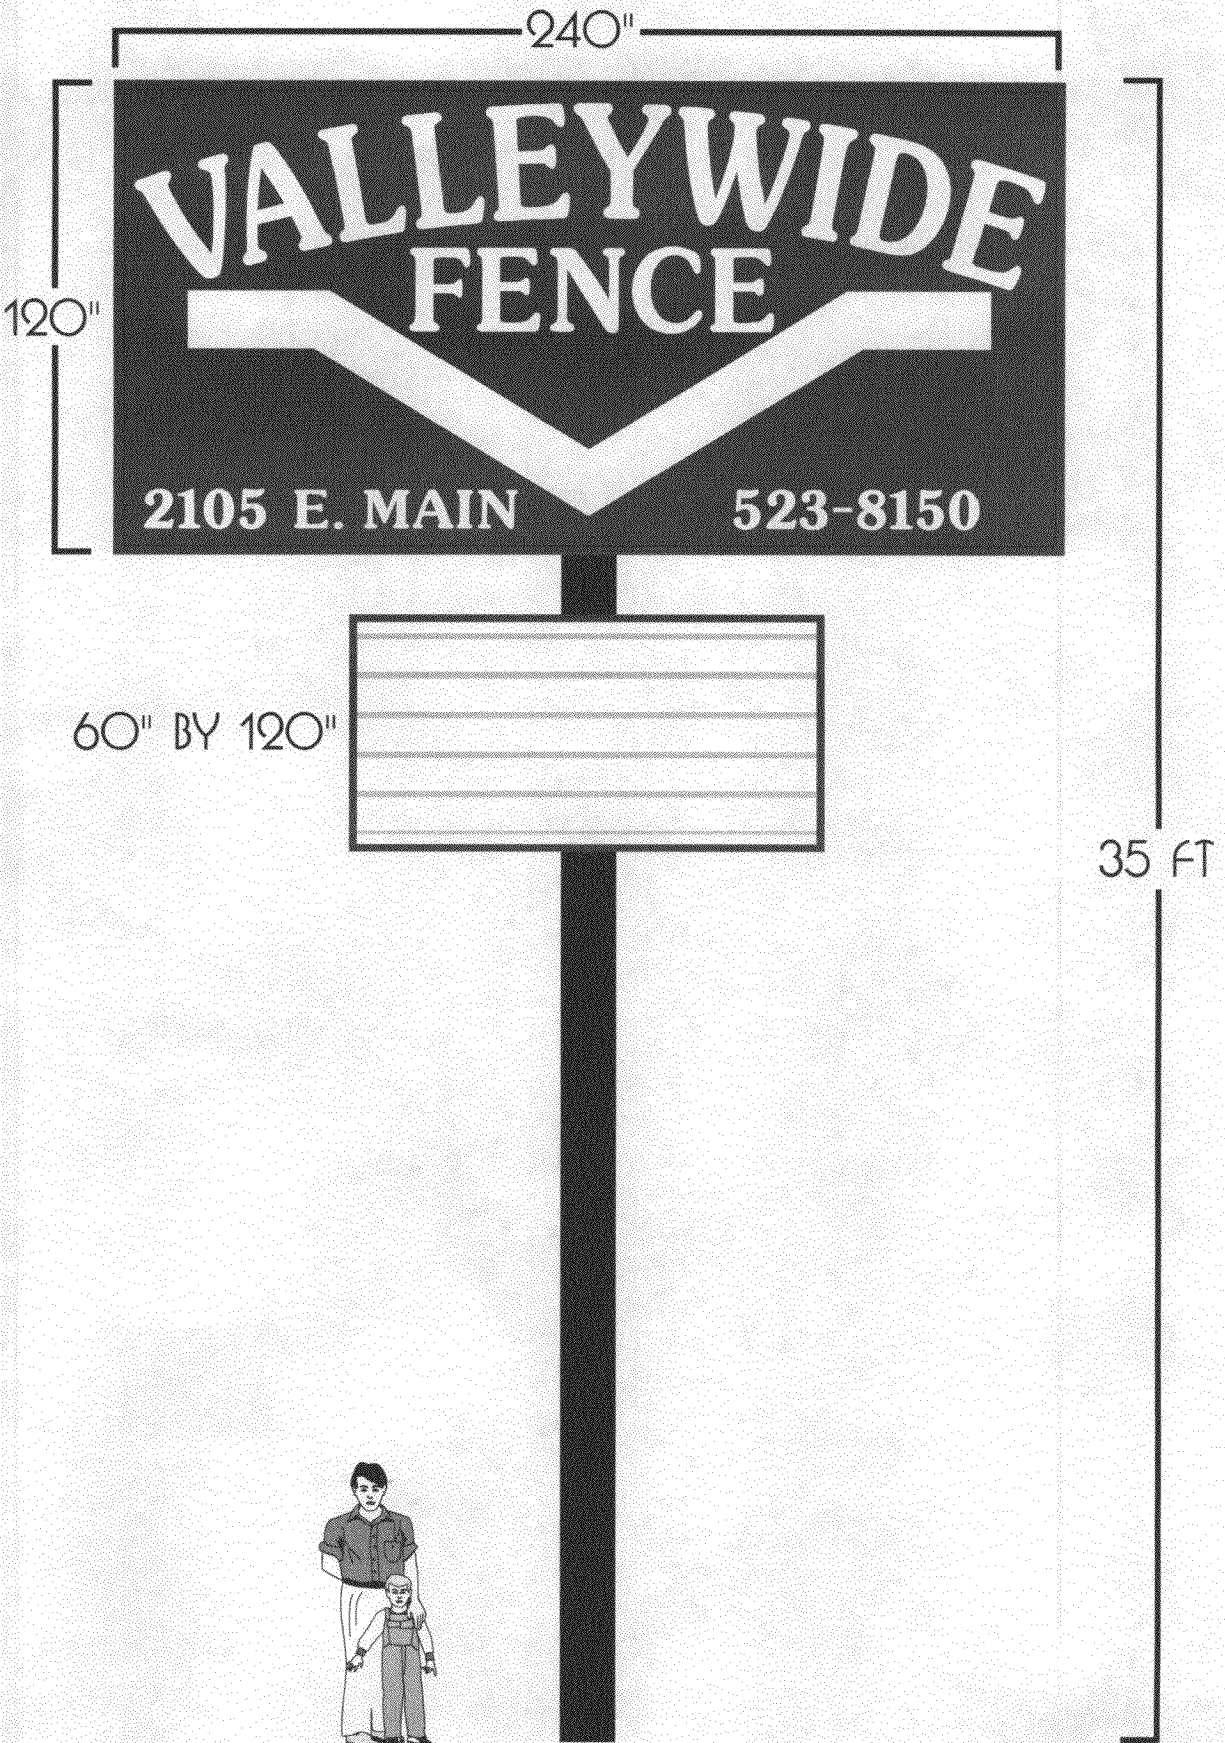 240"
VALLEYWIDE
FENCE
120"
2105 E. MAIN 523-8150
60" BY 120"
35 FT